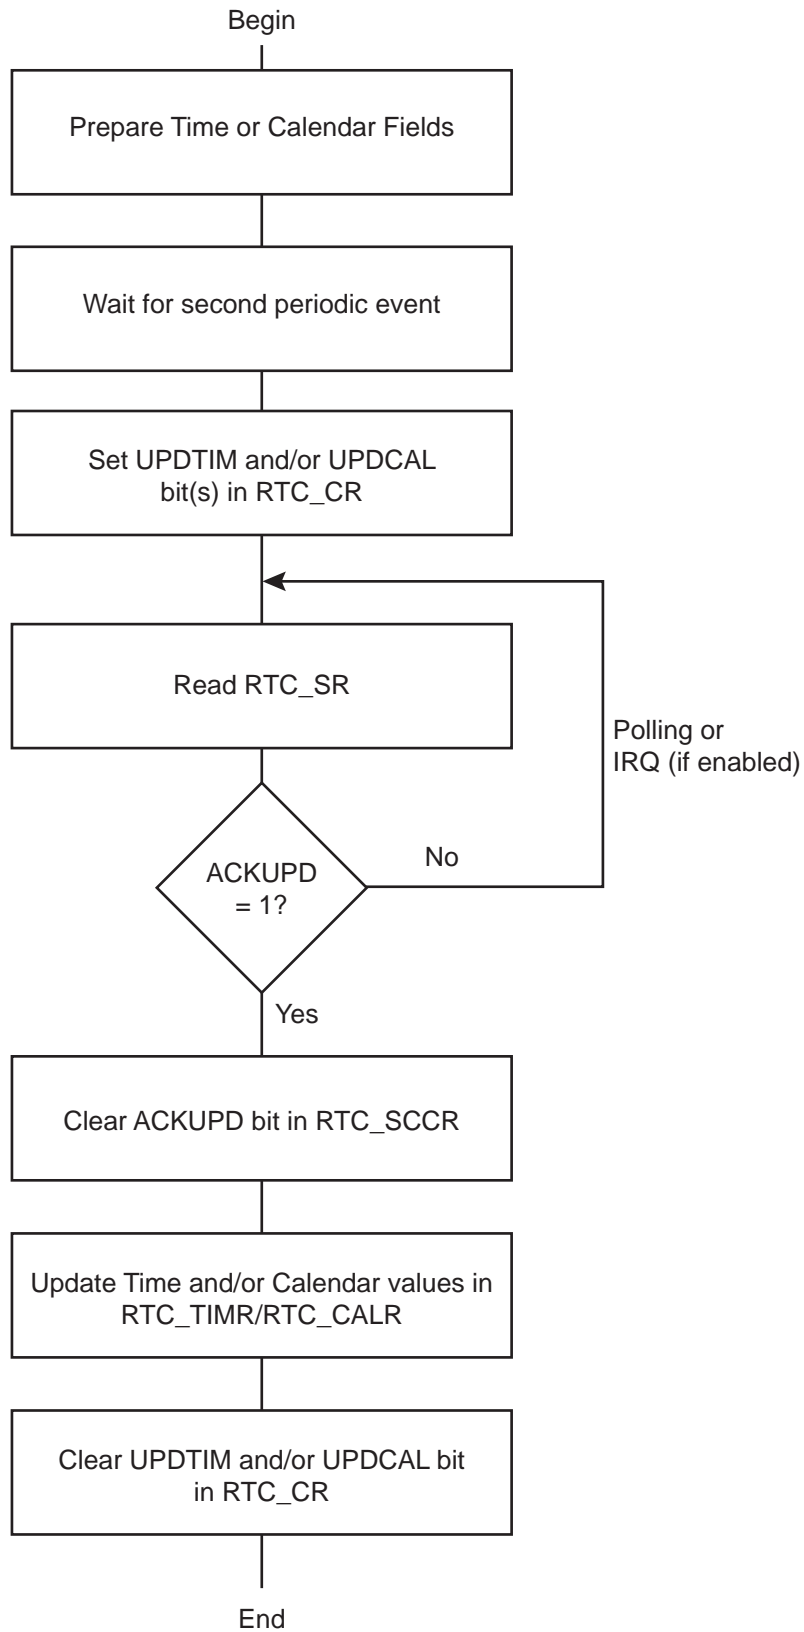 Begin
Prepare Time or Calendar Fields
Wait for second periodic event
Set UPDTIM and/or UPDCAL
bit(s) in RTC_CR
Read RTC_SR
Polling or
IRQ (if enabled)
ACKUPD
= 1?
No
Yes
Clear ACKUPD bit in RTC_SCCR
Update Time and/or Calendar values in
RTC_TIMR/RTC_CALR
Clear UPDTIM and/or UPDCAL bit
in RTC_CR
End